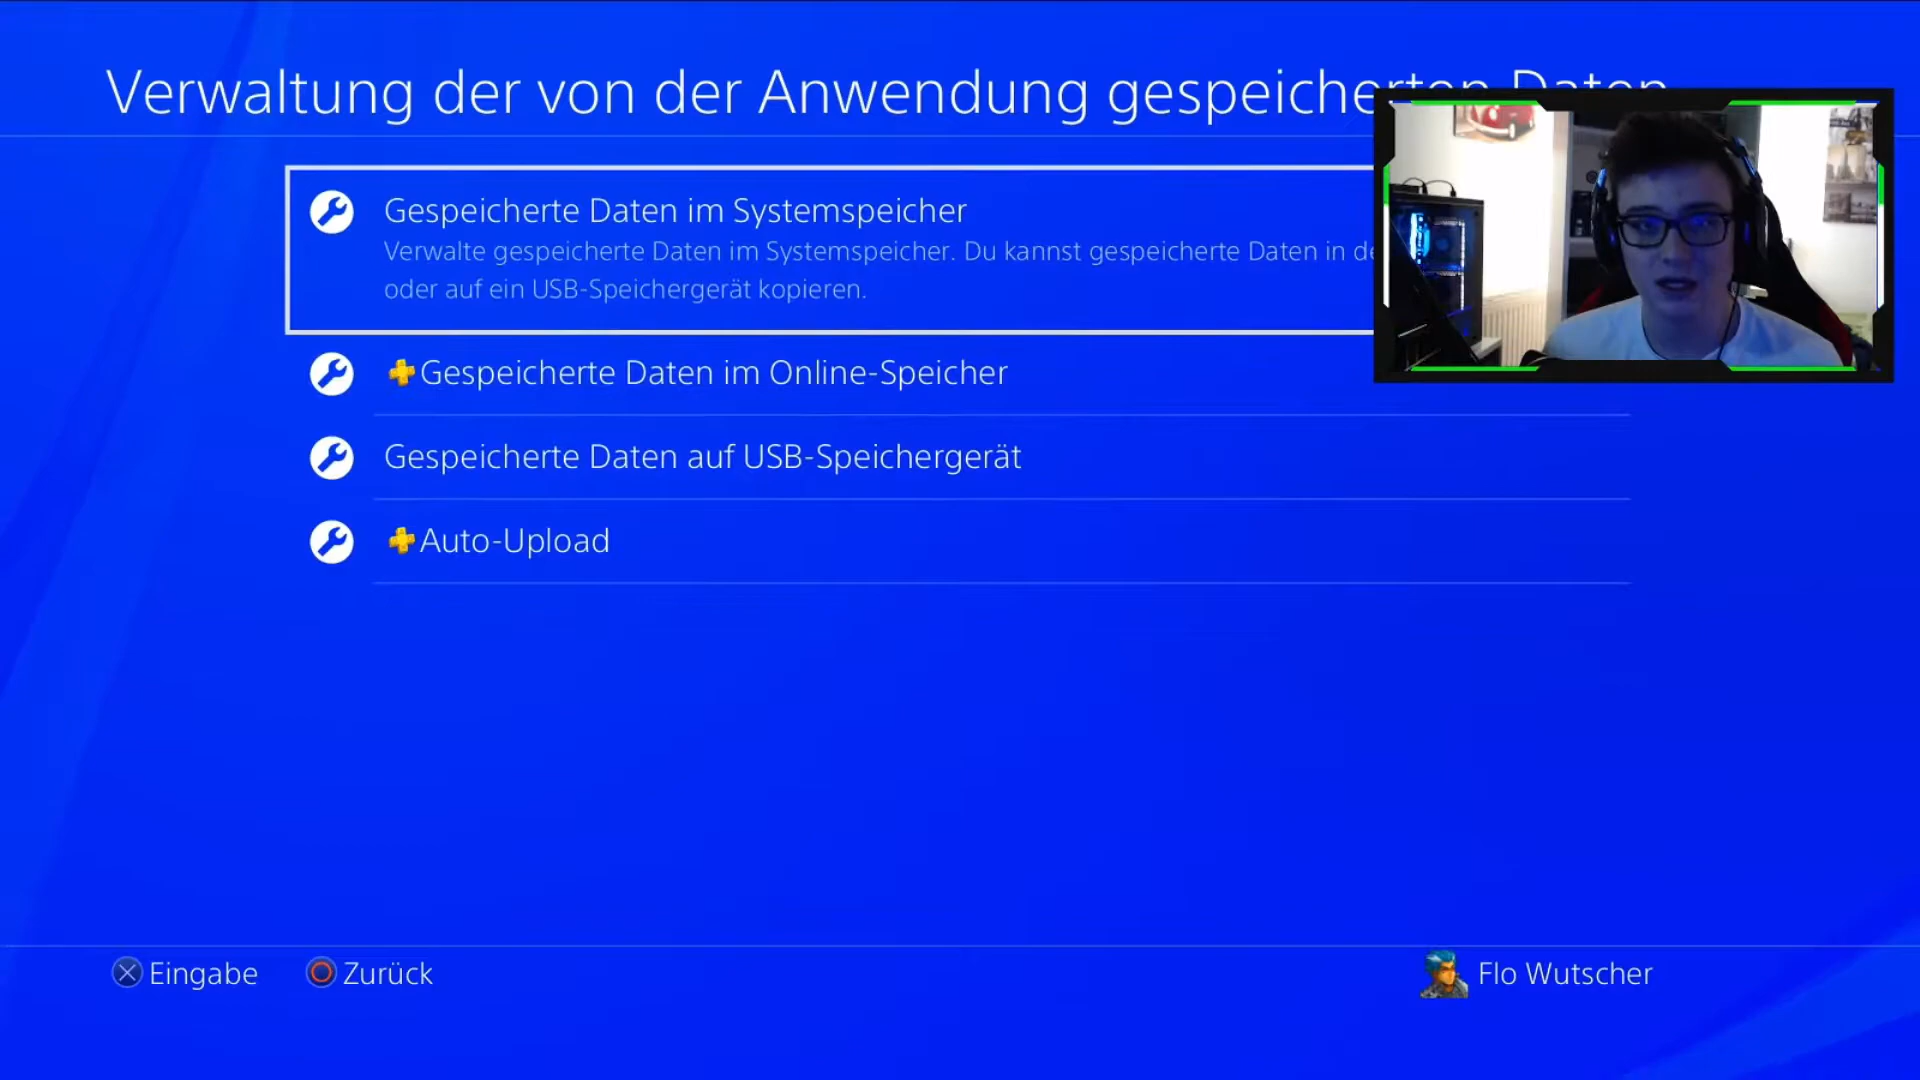 Verwaltung der von der Anwendung gespeicherten Daten
Gespeicherte Daten im Systemspeicher
Verwalte gespeicherte Daten im Systemspeicher. Du kannst gespeicherte Daten in
oder auf ein USB-Speichergerät kopieren.
Gespeicherte Daten im Online-Speicher
Gespeicherte Daten auf USB-Speichergerät
Auto-Upload
Eingabe
Zurück
Flo Wutscher